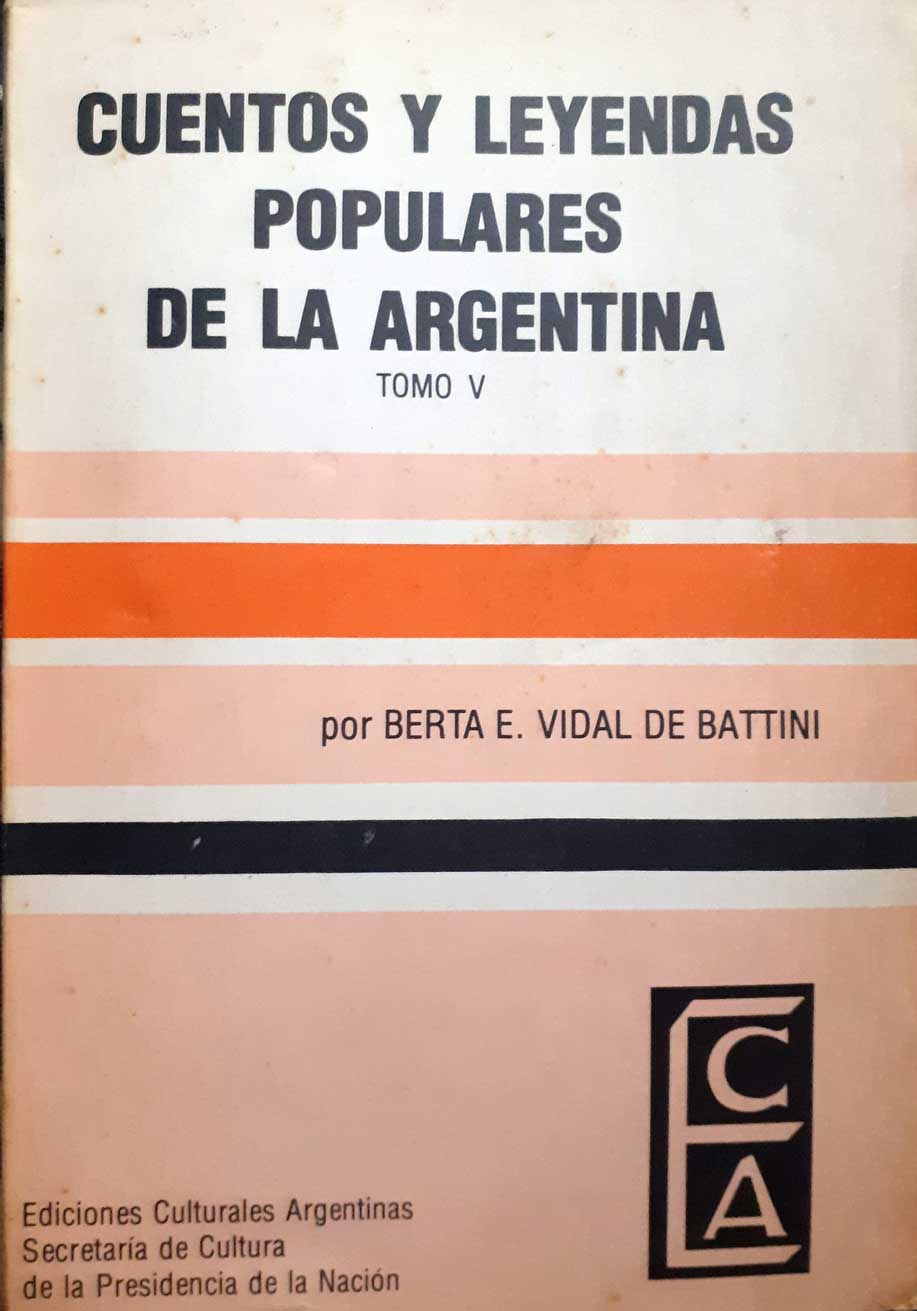 CUENTOS Y LEYENDAS
POPULARES
DE LA ARGENTINA
TOMO V
por BERTA E. VIDAL DE BATTINI
ECA
Ediciones Culturales Argentinas
Secretaría de Cultura
de la Presidencia de la Nación